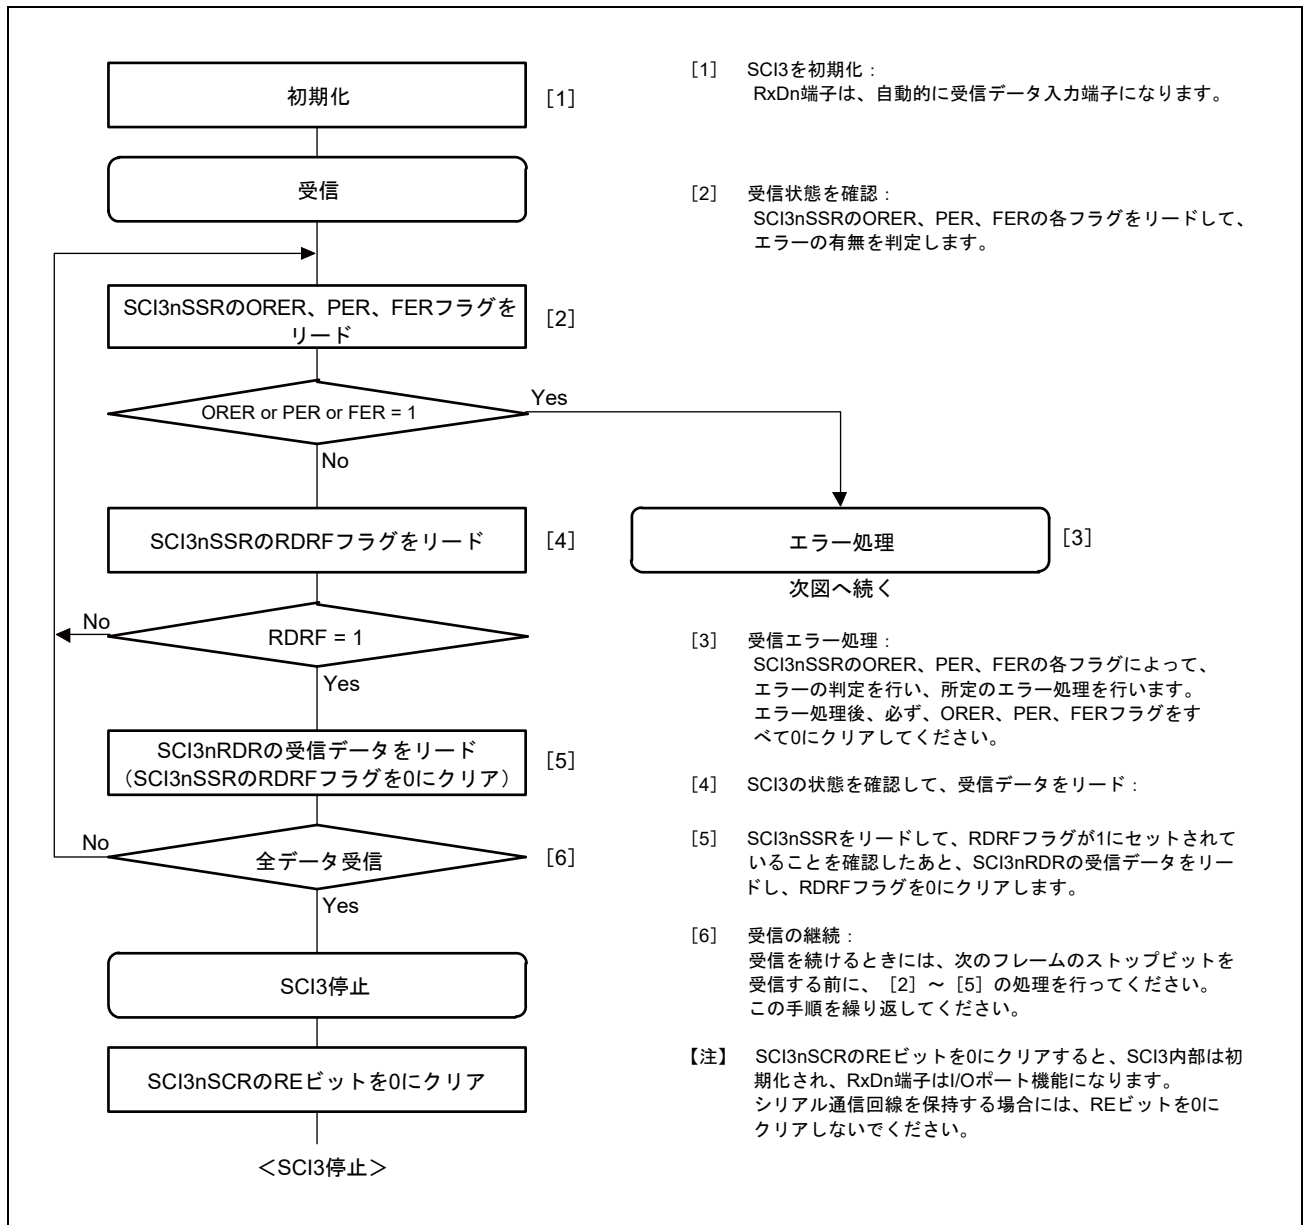 初期化
[1]
受信
SCI3nSSRのORER、PER、FERフラグを
リード
[2]
ORER or PER or FER = 1
Yes
No
SCI3nSSRのRDRFフラグをリード
[4]
エラー処理
[3]
次図へ続く
No
RDRF = 1
Yes
SCI3nRDRの受信データをリード
（SCI3nSSRのRDRFフラグを0にクリア）
[5]
No
全データ受信
[6]
Yes
SCI3停止
SCI3nSCRのREビットを0にクリア
＜SCI3停止＞
[1] SCI3を初期化：
RxDn端子は、自動的に受信データ入力端子になります。
[2] 受信状態を確認：
SCI3nSSRのORER、PER、FERの各フラグをリードして、
エラーの有無を判定します。
[3] 受信エラー処理：
SCI3nSSRのORER、PER、FERの各フラグによって、
エラーの判定を行い、所定のエラー処理を行います。
エラー処理後、必ず、ORER、PER、FERフラグをす
べて0にクリアしてください。
[4] SCI3の状態を確認して、受信データをリード：
[5] SCI3nSSRをリードして、RDRFフラグが1にセットされて
いることを確認したあと、SCI3nRDRの受信データをリー
ドし、RDRFフラグを0にクリアします。
[6] 受信の継続：
受信を続けるときには、次のフレームのストップビットを
受信する前に、［2］～［5］の処理を行ってください。
この手順を繰り返してください。
【注】 SCI3nSCRのREビットを0にクリアすると、SCI3内部は初
期化され、RxDn端子はI/Oポート機能になります。
シリアル通信回線を保持する場合には、REビットを0に
クリアしないでください。